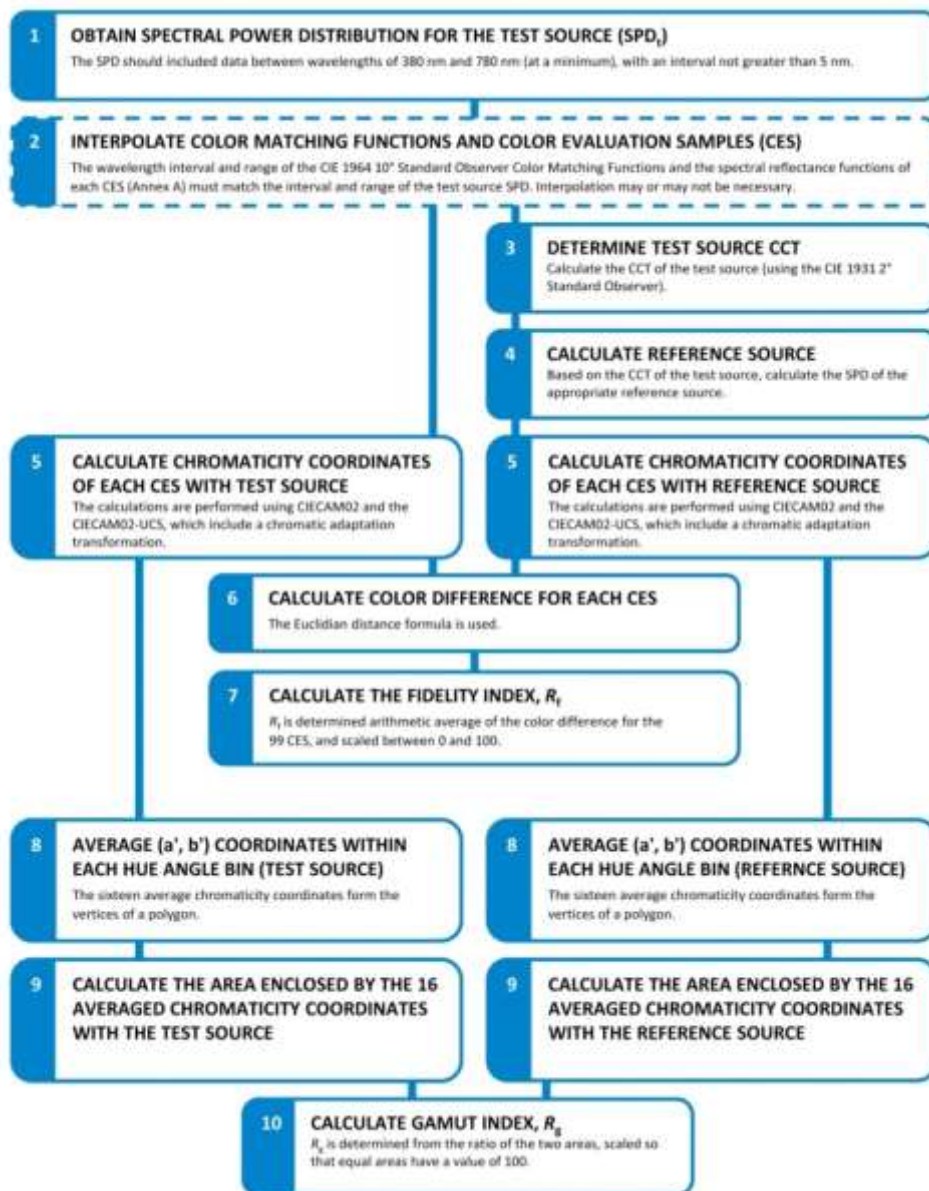 1 OBTAIN SPECTRAL POWER DISTRIBUTION FOR THE TEST SOURCE (SPDt)
The SPD should included data between wavelengths of 380 nm and 780 nm (at a minimum), with an interval not greater than 5 nm.
2 INTERPOLATE COLOR MATCHING FUNCTIONS AND COLOR EVALUATION SAMPLES (CES)
The wavelength interval and range of the CIE 1964 10° Standard Observer Color Matching Functions and the spectral reflectance functions of
each CES (Annex A) must match the interval and range of the test source SPD. Interpolation may or may not be necessary.
3 DETERMINE TEST SOURCE CCT
Calculate the CCT of the test source (using the CIE 1931 2°
Standard Observer).
4 CALCULATE REFERENCE SOURCE
Based on the CCT of the test source, calculate the SPD of the
appropriate reference source.
5 CALCULATE CHROMATICITY COORDINATES
OF EACH CES WITH TEST SOURCE
The calculations are performed using CIECAM02 and the
CIECAM02-UCS, which include a chromatic adaptation
transformation.
5 CALCULATE CHROMATICITY COORDINATES
OF EACH CES WITH REFERENCE SOURCE
The calculations are performed using CIECAM02 and the
CIECAM02-UCS, which include a chromatic adaptation
transformation.
6 CALCULATE COLOR DIFFERENCE FOR EACH CES
The Euclidian distance formula is used.
7 CALCULATE THE FIDELITY INDEX, Rf
Rf is determined arithmetic average of the color difference for the
99 CES, and scaled between 0 and 100.
8 AVERAGE (a', b') COORDINATES WITHIN
EACH HUE ANGLE BIN (TEST SOURCE)
The sixteen average chromaticity coordinates form the
vertices of a polygon.
8 AVERAGE (a', b') COORDINATES WITHIN
EACH HUE ANGLE BIN (REFERNCE SOURCE)
The sixteen average chromaticity coordinates form the
vertices of a polygon.
9 CALCULATE THE AREA ENCLOSED BY THE 16
AVERAGED CHROMATICITY COORDINATES
WITH THE TEST SOURCE
9 CALCULATE THE AREA ENCLOSED BY THE 16
AVERAGED CHROMATICITY COORDINATES
WITH THE REFERENCE SOURCE
10 CALCULATE GAMUT INDEX, Rg
Rg is determined from the ratio of the two areas, scaled so
that equal areas have a value of 100.